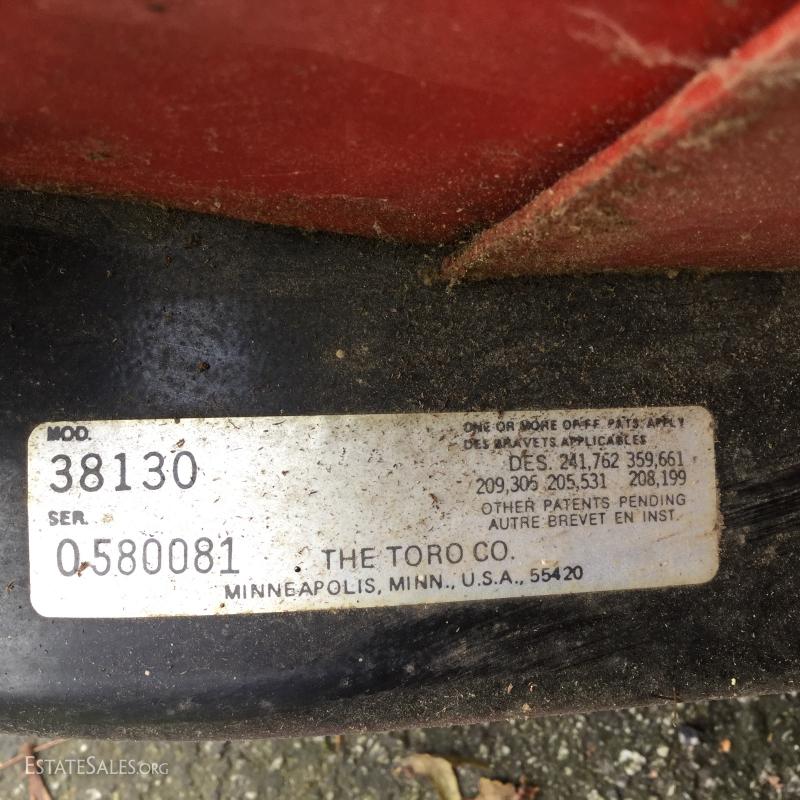 MOD.
38130
SER.
0580081
ONE OR MORE OF FF. PATS. APPLY
DES BRAVETS APPLICABLES
DES. 241,762 359,661
209,305 205,531 208,199
OTHER PATENTS PENDING
AUTRE BREVET EN INST.
THE TORO CO.
MINNEAPOLIS, MINN., U.S.A., 55420
ESTATESALES.ORG